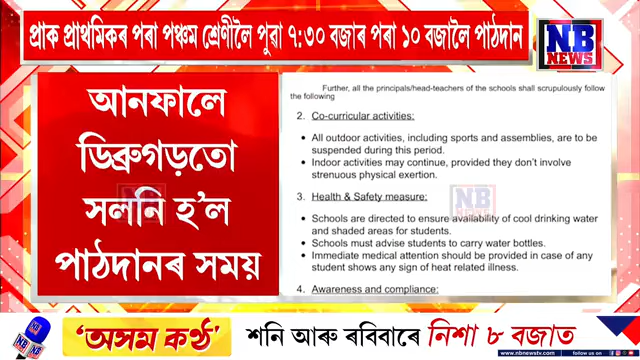 প্ৰাক প্ৰাথমিকৰ পৰা পঞ্চম শ্ৰেণীলৈ পুৱা ৭:৩০ বজাৰ পৰা ১০ বজালৈ পাঠদান
NB
NEWS
আনফালে
ডিব্ৰুগড়তো
সলনি হ'ল
পাঠদানৰ সময়
Further, all the principals/head-teachers of the schools shall scrupulously follow
the following
2. Co-curricular activities:
• All outdoor activities, including sports and assemblies, are to be
suspended during this period.
• Indoor activities may continue, provided they don't involve
strenuous physical exertion.
3. Health & Safety measure:
• Schools are directed to ensure availability of cool drinking water
and shaded areas for students.
• Schools must advise students to carry water bottles.
• Immediate medical attention should be provided in case of any
student shows any sign of heat related illness.
4. Awareness and compliance:
NB
NEWS
'অসম কণ্ঠ' শনি আৰু ৰবিবাৰে নিশা ৮ বজাত
www.nbnewstv.com | follow us on